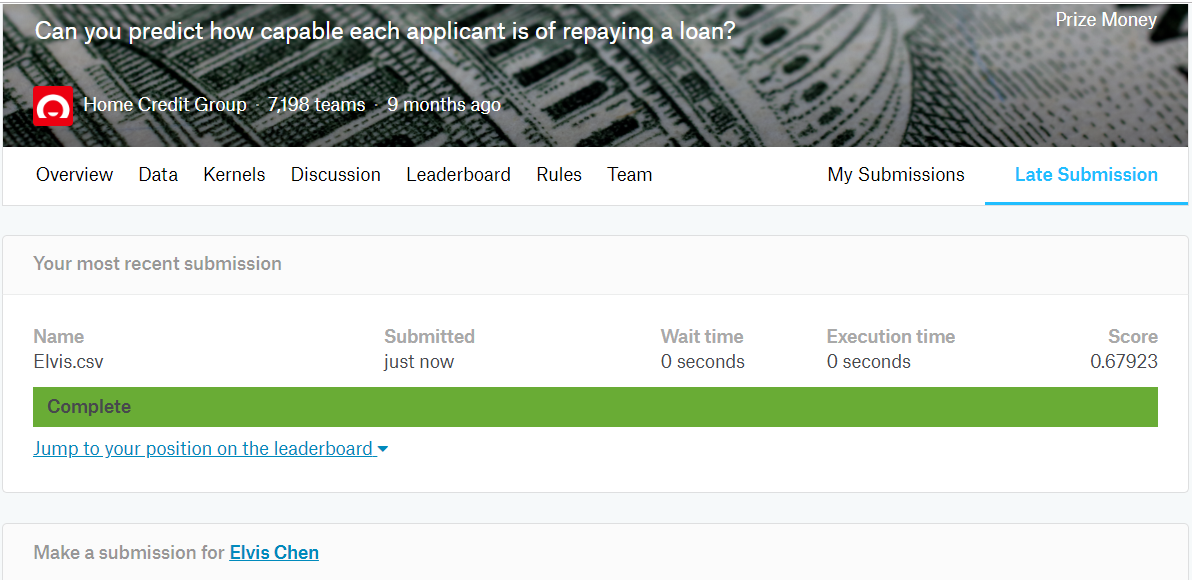 Can you predict how capable each applicant is of repaying a loan?
Prize Money
Home Credit Group · 7,198 teams · 9 months ago
Overview Data Kernels Discussion Leaderboard Rules Team My Submissions Late Submission
Your most recent submission
Name Submitted Wait time Execution time Score
Elvis.csv just now 0 seconds 0 seconds 0.67923
Complete
Jump to your position on the leaderboard
Make a submission for Elvis Chen